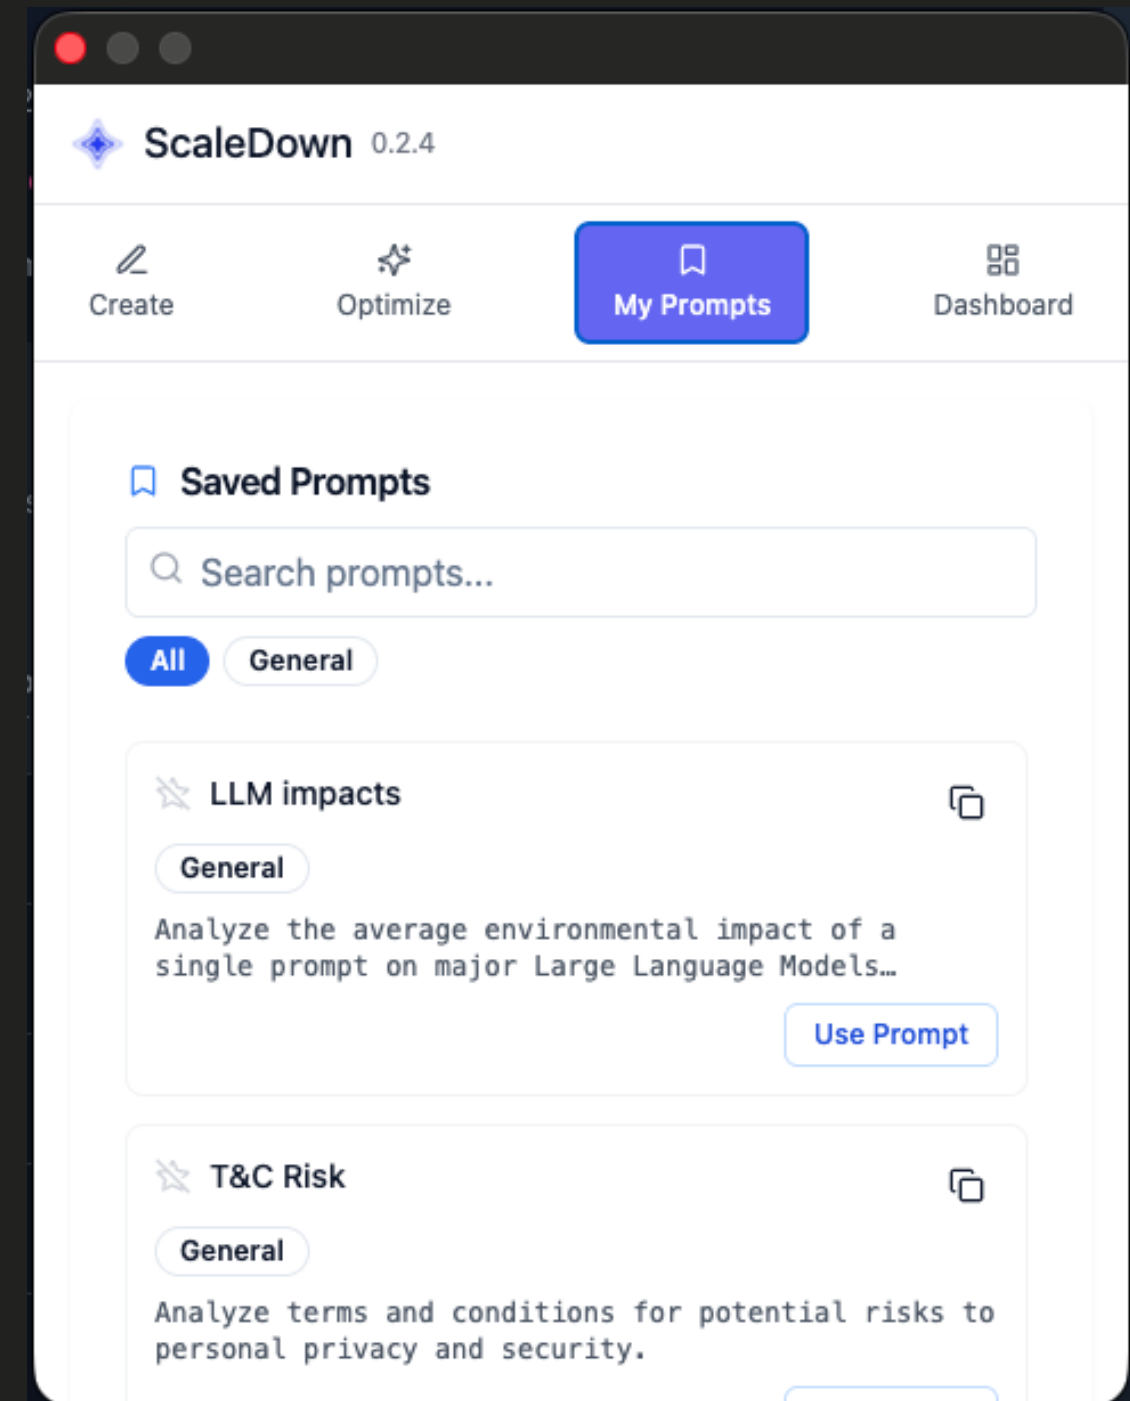 ScaleDown 0.2.4
Create
Optimize
My Prompts
Dashboard
Saved Prompts
Search prompts...
All
General
LLM impacts
General
Analyze the average environmental impact of a
single prompt on major Large Language Models…
Use Prompt
T&C Risk
General
Analyze terms and conditions for potential risks to
personal privacy and security.